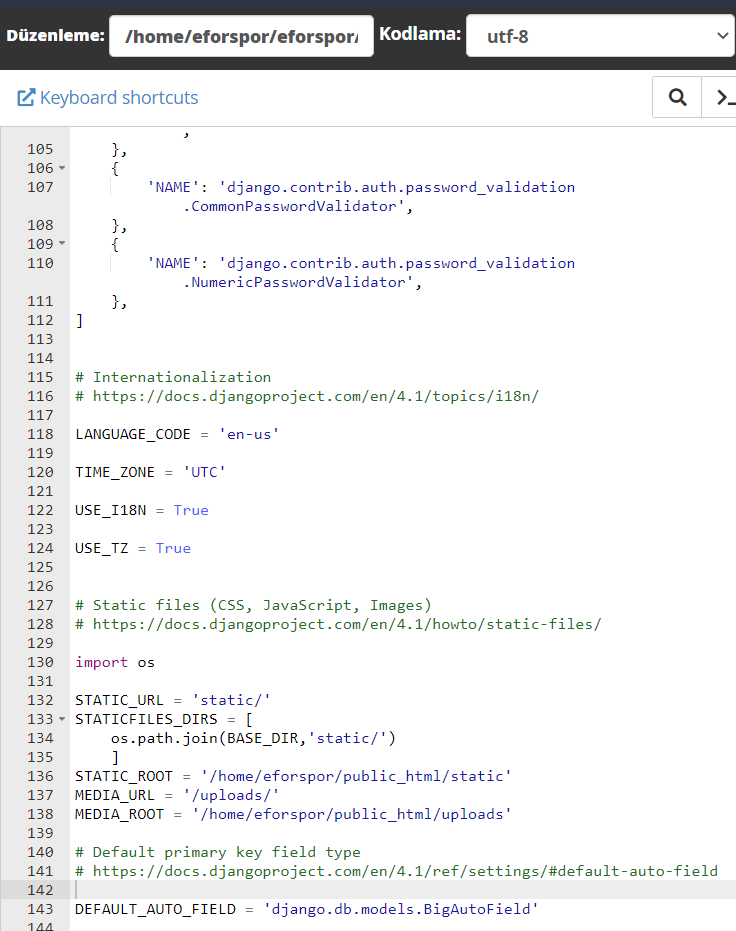 Düzenleme: /home/eforspor/eforspor/ Kodlama: utf-8
Keyboard shortcuts
,
105 },
106 {
107 'NAME': 'django.contrib.auth.password_validation
.CommonPasswordValidator',
108 },
109 {
110 'NAME': 'django.contrib.auth.password_validation
.NumericPasswordValidator',
111 },
112 ]
113
114
115 # Internationalization
116 # https://docs.djangoproject.com/en/4.1/topics/i18n/
117
118 LANGUAGE_CODE = 'en-us'
119
120 TIME_ZONE = 'UTC'
121
122 USE_I18N = True
123
124 USE_TZ = True
125
126
127 # Static files (CSS, JavaScript, Images)
128 # https://docs.djangoproject.com/en/4.1/howto/static-files/
129
130 import os
131
132 STATIC_URL = 'static/'
133 STATICFILES_DIRS = [
134 os.path.join(BASE_DIR,'static/')
135 ]
136 STATIC_ROOT = '/home/eforspor/public_html/static'
137 MEDIA_URL = '/uploads/'
138 MEDIA_ROOT = '/home/eforspor/public_html/uploads'
139
140 # Default primary key field type
141 # https://docs.djangoproject.com/en/4.1/ref/settings/#default-auto-field
142
143 DEFAULT_AUTO_FIELD = 'django.db.models.BigAutoField'
144